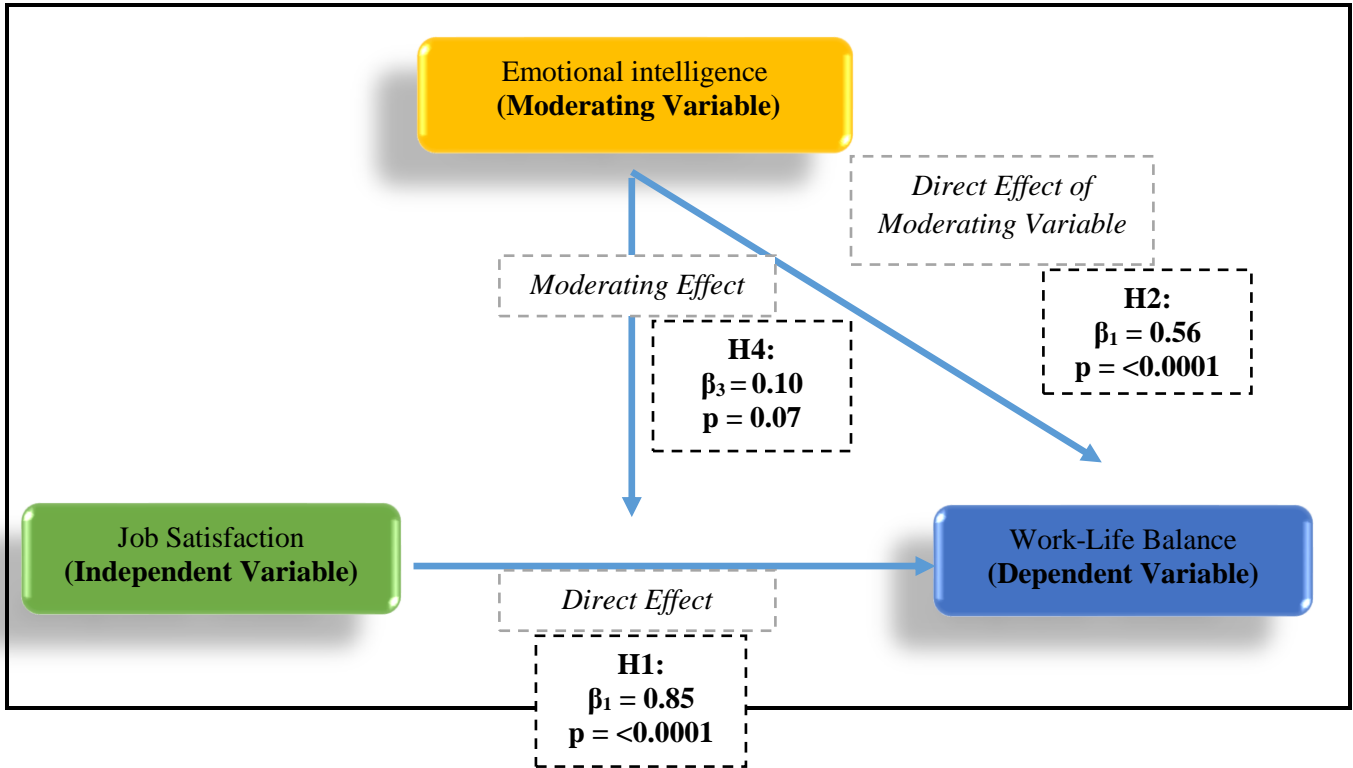 Emotional intelligence
(Moderating Variable)
Direct Effect of
Moderating Variable
Moderating Effect
H2:
β₁ = 0.56
p = <0.0001
H4:
β₃ = 0.10
p = 0.07
Job Satisfaction
(Independent Variable)
Work-Life Balance
(Dependent Variable)
Direct Effect
H1:
β₁ = 0.85
p = <0.0001